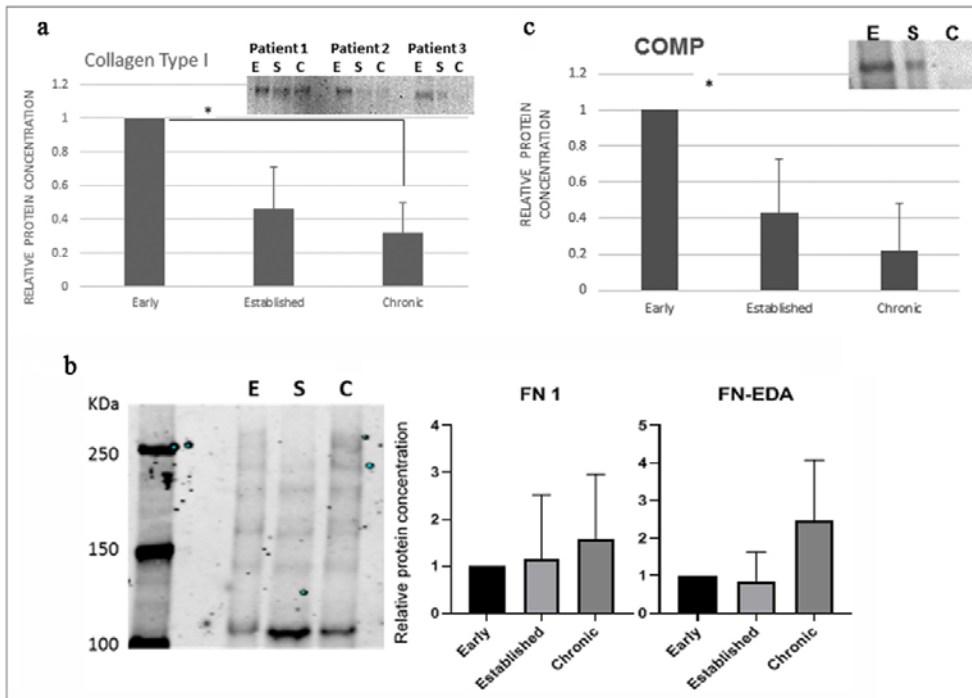 a
Collagen Type I
Patient 1 Patient 2 Patient 3
E S C E S C E S C
RELATIVE PROTEIN CONCENTRATION
1.2
1
0.8
0.6
0.4
0.2
0
*
Early Established Chronic
c
COMP
E S C
RELATIVE PROTEIN
CONCENTRATION
1.2
1
0.8
0.6
0.4
0.2
0
*
Early Established Chronic
b
KDa
E S C
250
150
100
FN 1
Relative protein concentration
4
3
2
1
0
Early
Established
Chronic
FN-EDA
5
4
3
2
1
0
Early
Established
Chronic